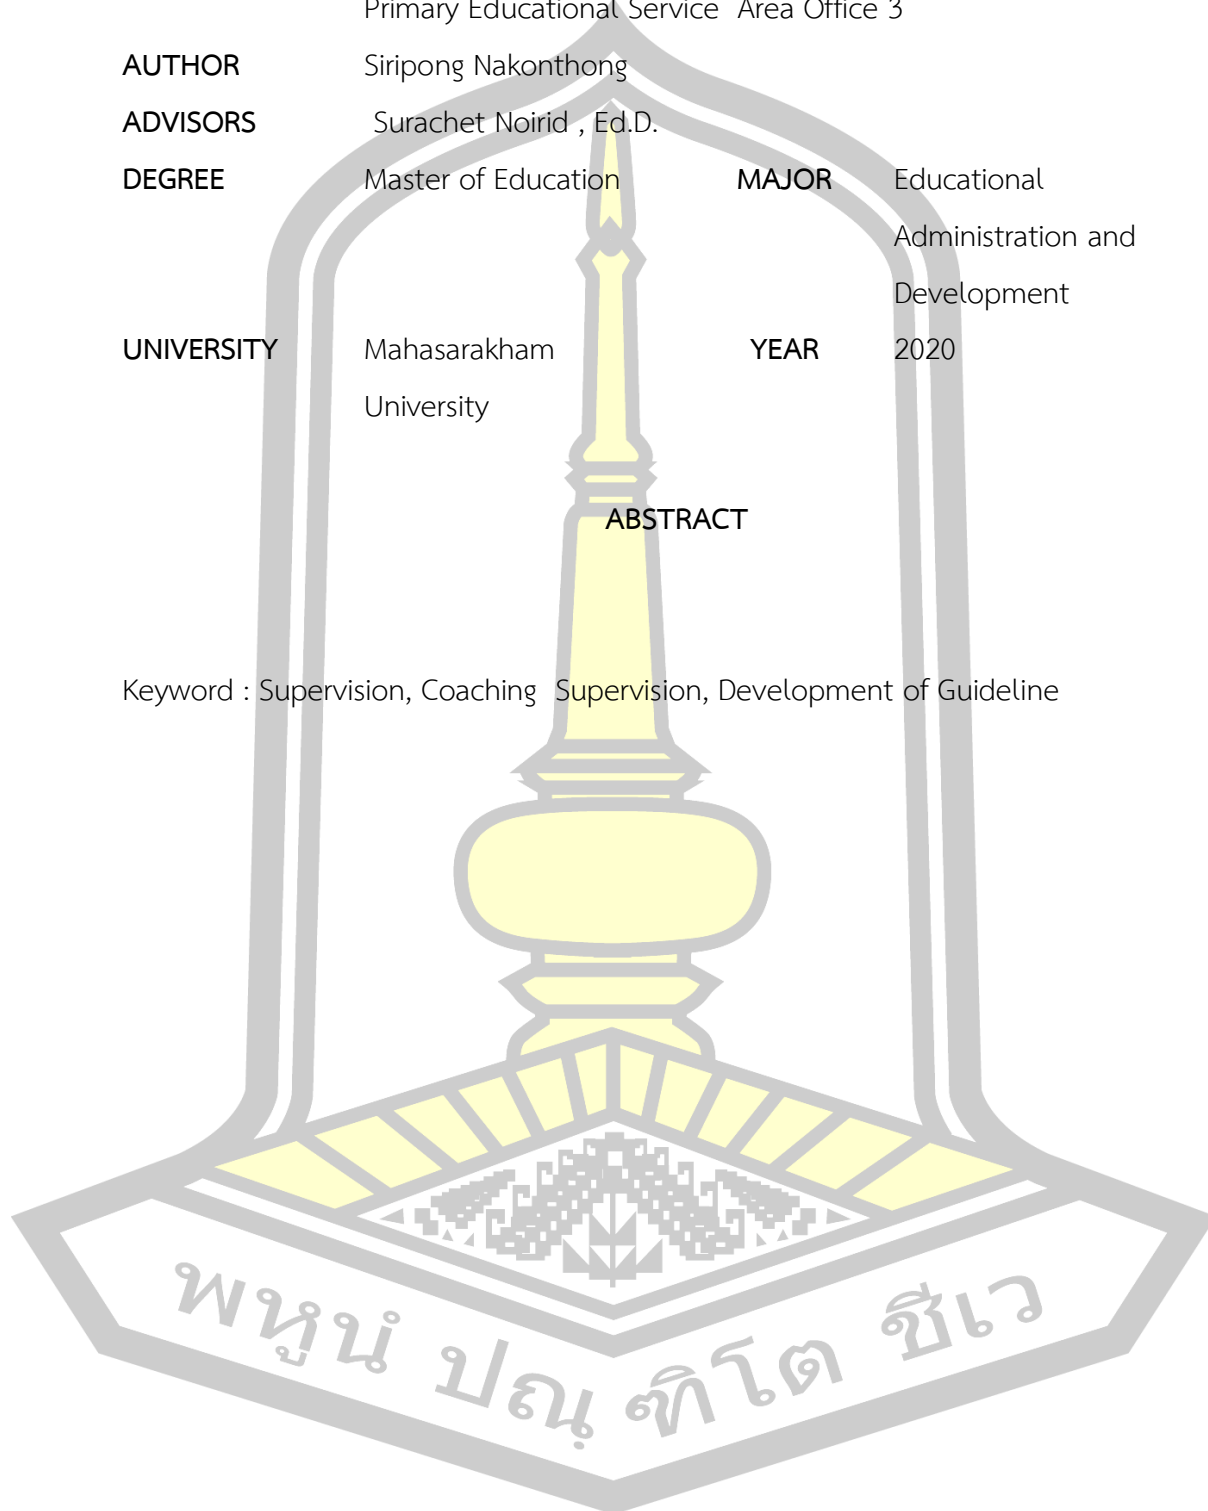 Primary Educational Service  Area Office 3
AUTHOR Siripong Nakonthong
ADVISORS Surachet Noirid , Ed.D.
DEGREE Master of Education MAJOR Educational
Administration and
Development
UNIVERSITY Mahasarakham YEAR 2020
University
ABSTRACT
Keyword : Supervision, Coaching  Supervision, Development of Guideline
พหูนํ ปณฺฑิโต ชีเว